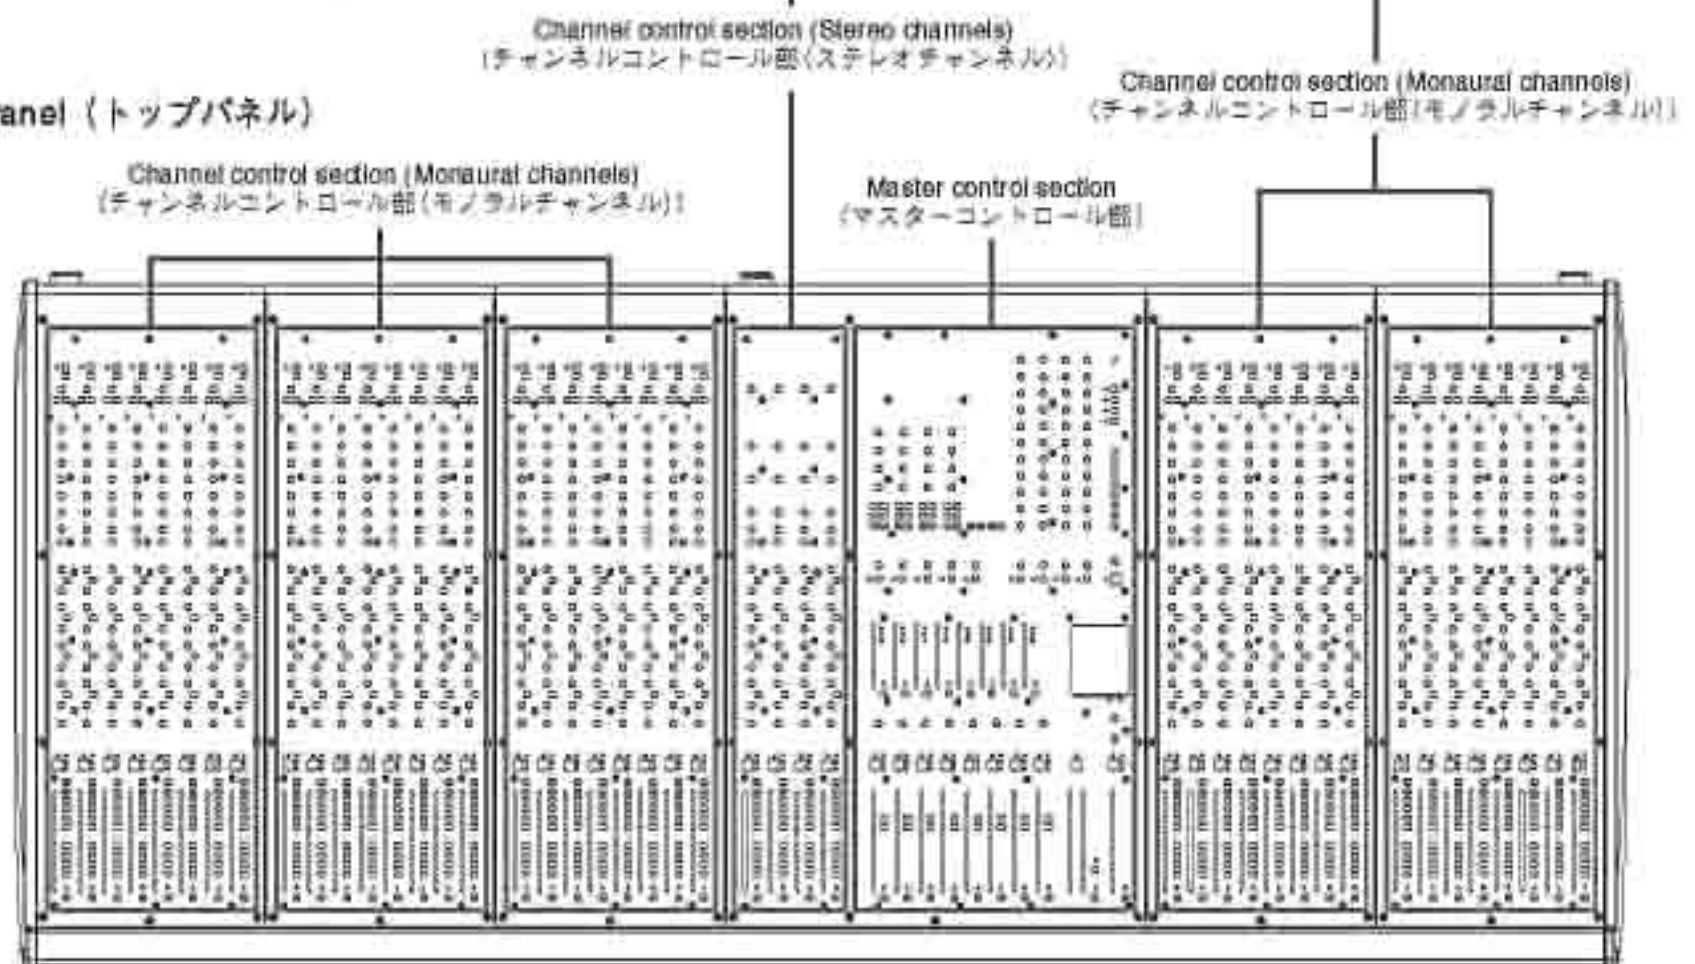 Channel control section (Stereo channels)
(チャンネルコントロール部(ステレオチャンネル))
Channel control section (Monaural channels)
(チャンネルコントロール部(モノラルチャンネル))
anel (トップパネル)
Channel control section (Monaural channels)
(チャンネルコントロール部(モノラルチャンネル))
Master control section
(マスターコントロール部)